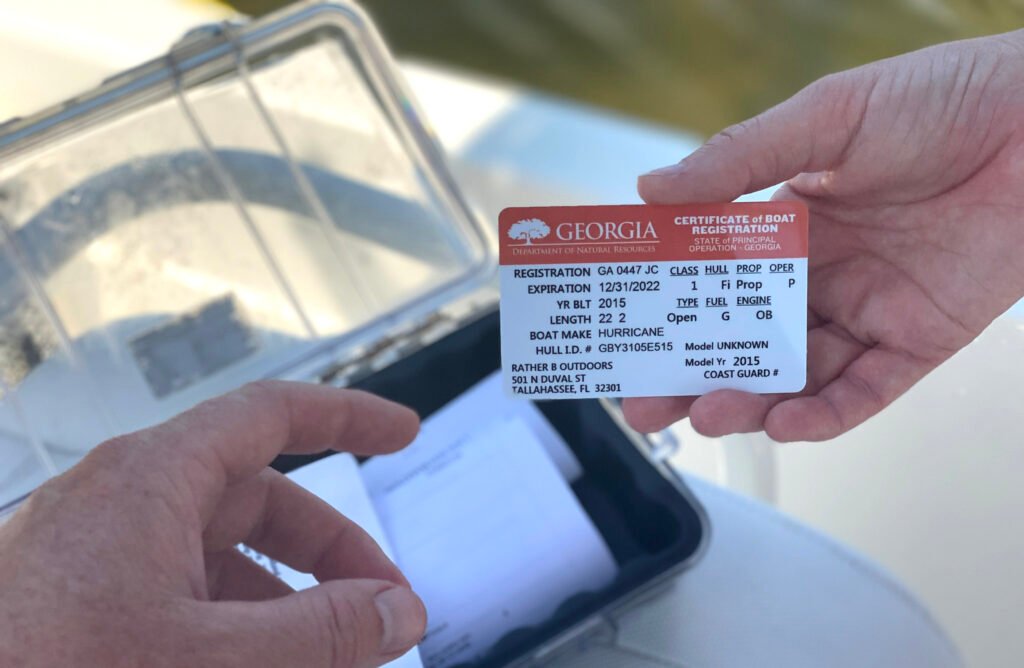 GEORGIA
DEPARTMENT OF NATURAL RESOURCES
CERTIFICATE of BOAT
REGISTRATION
STATE of PRINCIPAL
OPERATION - GEORGIA
REGISTRATION GA 0447 JC CLASS HULL PROP OPER
EXPIRATION 12/31/2022 1 Fi Prop P
YR BLT 2015 TYPE FUEL ENGINE
LENGTH 22 2 Open G OB
BOAT MAKE HURRICANE
HULL I.D. # GBY3105E515 Model UNKNOWN
Model Yr 2015
COAST GUARD #
RATHER B OUTDOORS
501 N DUVAL ST
TALLAHASSEE, FL 32301